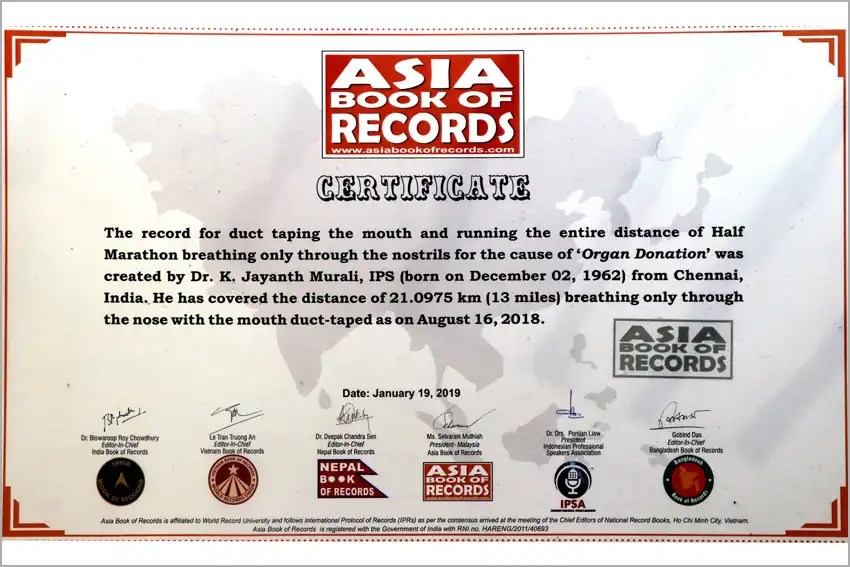 ASIA
BOOK OF
RECORDS
www.asiabookofrecords.com
CERTIFICATE
The record for duct taping the mouth and running the entire distance of Half
Marathon breathing only through the nostrils for the cause of ‘Organ Donation’ was
created by Dr. K. Jayanth Murali, IPS (born on December 02, 1962) from Chennai,
India. He has covered the distance of 21.0975 km (13 miles) breathing only through
the nose with the mouth duct-taped as on August 16, 2018.
ASIA
BOOK OF
RECORDS
Date: January 19, 2019
Dr. Biswaroop Roy Chowdhury
Editor-In-Chief
India Book of Records
Le Tran Truong An
Editor-In-Chief
Vietnam Book of Records
Dr. Deepak Chandra Sen
Editor-In-Chief
Nepal Book of Records
Ms. Selvarani Muthiah
President- Malaysia
Asia Book of Records
Dr. Drs. Ponijan Liaw
President
Indonesian Professional
Speakers Association
Gobind Das
Editor-In-Chief
Bangladesh Book of Records
INDIA
BOOK OF RECORDS
NEPAL
BOOK
OF RECORDS
ASIA
BOOK OF
RECORDS
IPSA
Bangladesh
Book of Records
Asia Book of Records is affiliated to World Record University and follows International Protocol of Records (IPRs) as per the consensus arrived at the meeting of the Chief Editors of National Record Books, Ho Chi Minh City, Vietnam.
Asia Book of Records is registered with the Government of India with RNI no. HARENG/2011/40693